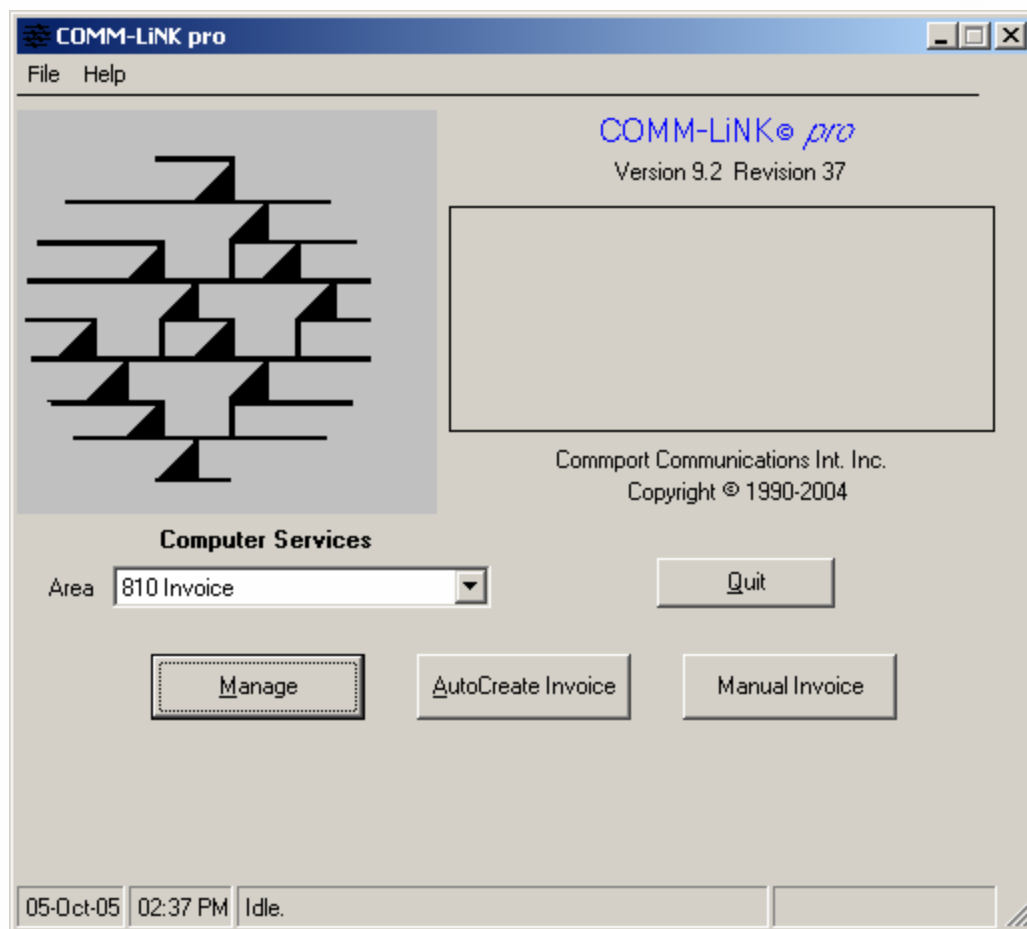 COMM-LiNK pro
File Help
COMM-LiNK© pro
Version 9.2 Revision 37
Commport Communications Int. Inc.
Copyright © 1990-2004
Computer Services
Area 810 Invoice
Quit
Manage AutoCreate Invoice Manual Invoice
05-Oct-05 02:37 PM Idle.